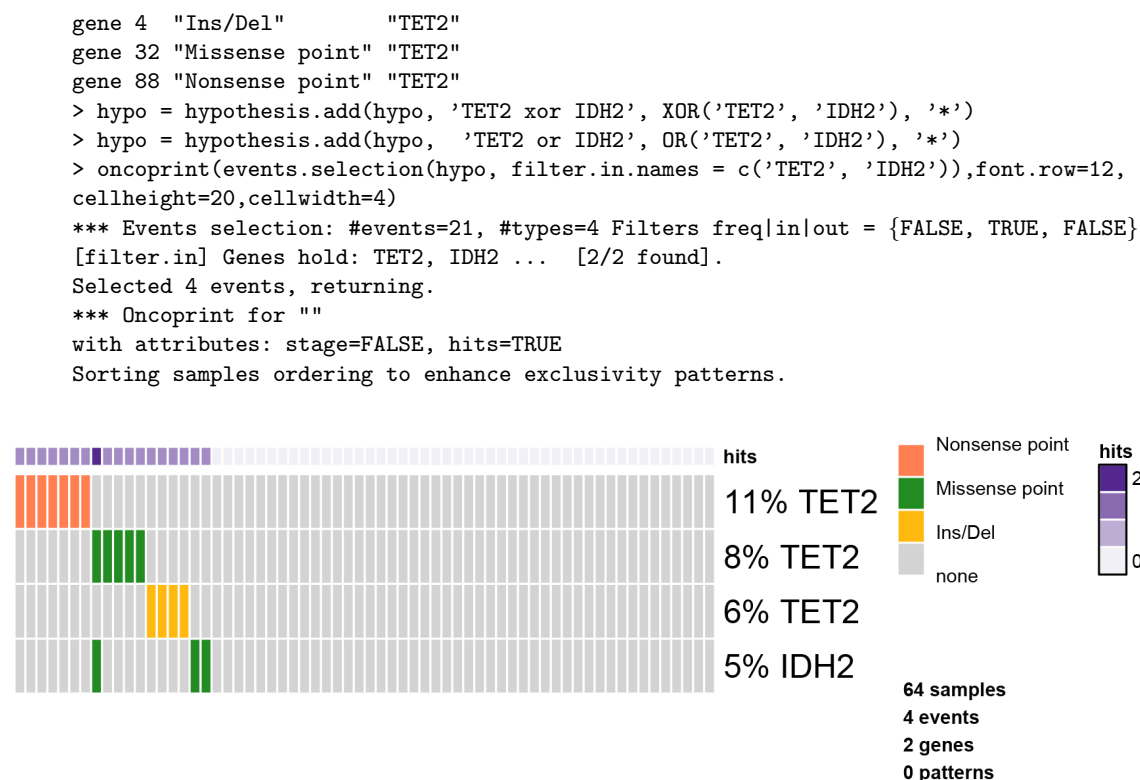 gene 4  "Ins/Del"        "TET2"
gene 32 "Missense point" "TET2"
gene 88 "Nonsense point" "TET2"
> hypo = hypothesis.add(hypo, 'TET2 xor IDH2', XOR('TET2', 'IDH2'), '*')
> hypo = hypothesis.add(hypo,  'TET2 or IDH2', OR('TET2', 'IDH2'), '*')
> oncoprint(events.selection(hypo, filter.in.names = c('TET2', 'IDH2')),font.row=12,
cellheight=20,cellwidth=4)
*** Events selection: #events=21, #types=4 Filters freq|in|out = {FALSE, TRUE, FALSE}
[filter.in] Genes hold: TET2, IDH2 ...  [2/2 found].
Selected 4 events, returning.
*** Oncoprint for ""
with attributes: stage=FALSE, hits=TRUE
Sorting samples ordering to enhance exclusivity patterns.
hits
11% TET2
8% TET2
6% TET2
5% IDH2
Nonsense point
Missense point
Ins/Del
none
hits
2
0
64 samples
4 events
2 genes
0 patterns